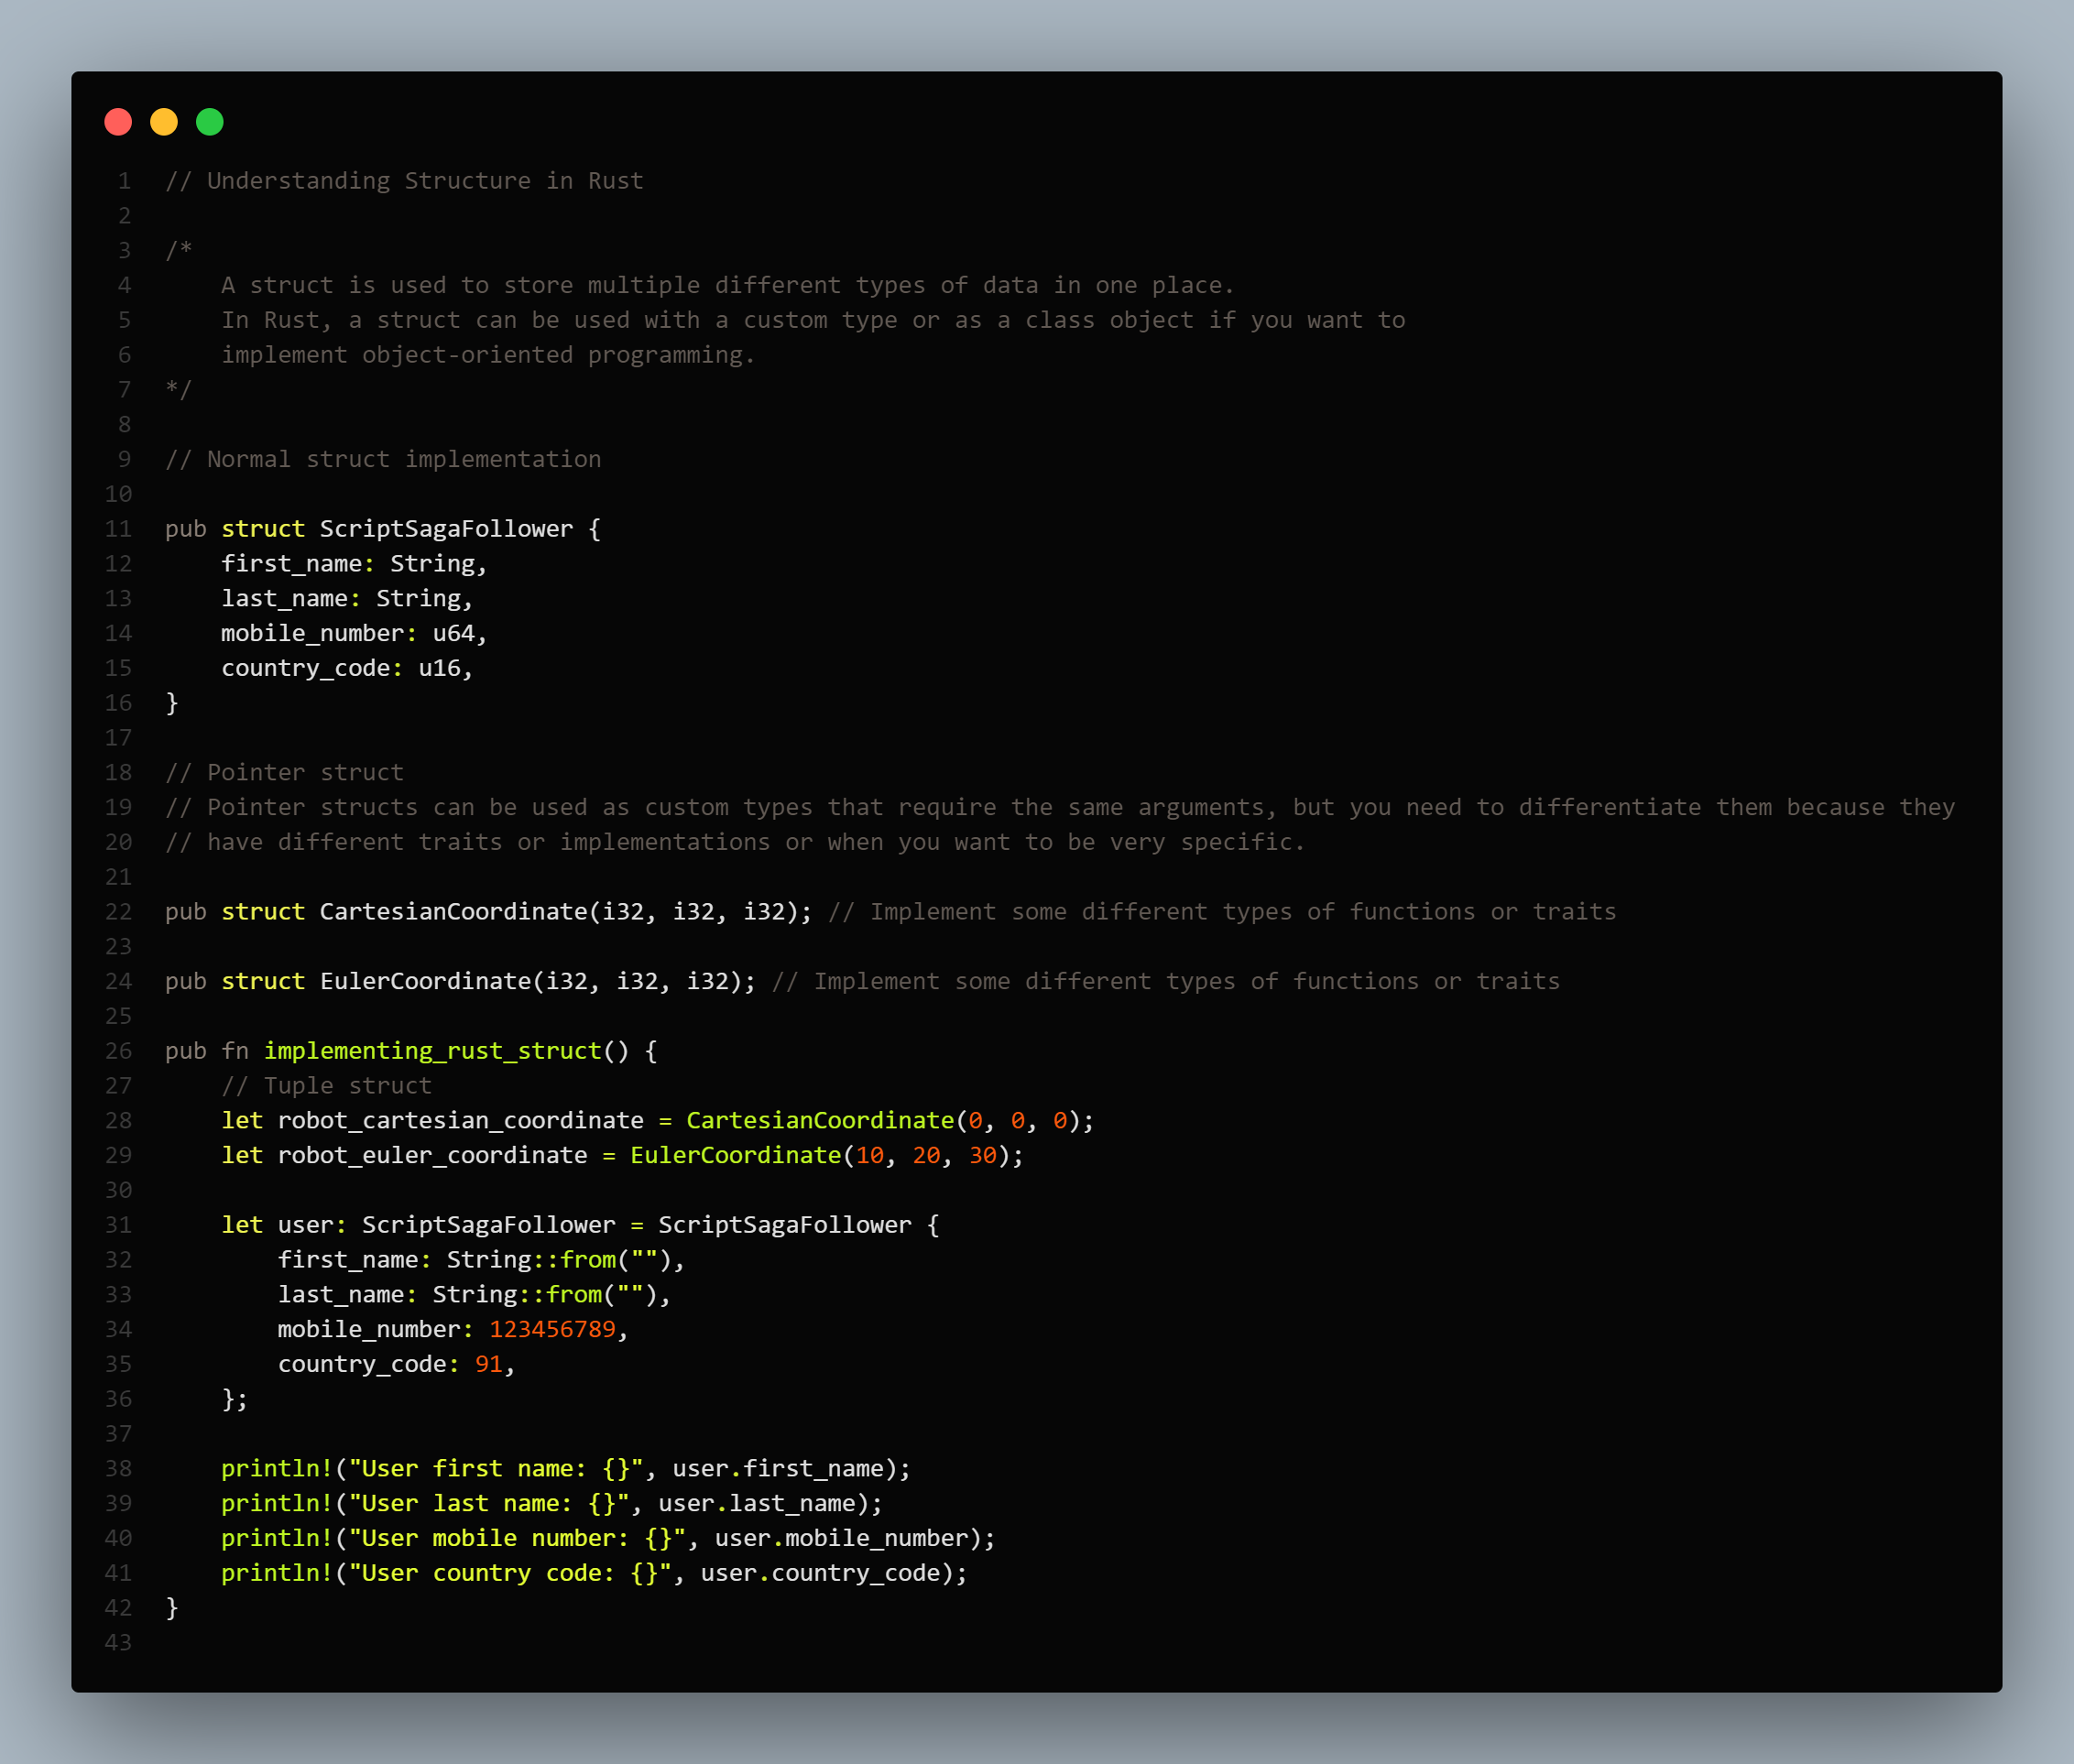 1 // Understanding Structure in Rust
2
3 /*
4     A struct is used to store multiple different types of data in one place.
5     In Rust, a struct can be used with a custom type or as a class object if you want to
6     implement object-oriented programming.
7 */
8
9 // Normal struct implementation
10
11 pub struct ScriptSagaFollower {
12     first_name: String,
13     last_name: String,
14     mobile_number: u64,
15     country_code: u16,
16 }
17
18 // Pointer struct
19 // Pointer structs can be used as custom types that require the same arguments, but you need to differentiate them because they
20 // have different traits or implementations or when you want to be very specific.
21
22 pub struct CartesianCoordinate(i32, i32, i32); // Implement some different types of functions or traits
23
24 pub struct EulerCoordinate(i32, i32, i32); // Implement some different types of functions or traits
25
26 pub fn implementing_rust_struct() {
27     // Tuple struct
28     let robot_cartesian_coordinate = CartesianCoordinate(0, 0, 0);
29     let robot_euler_coordinate = EulerCoordinate(10, 20, 30);
30
31     let user: ScriptSagaFollower = ScriptSagaFollower {
32         first_name: String::from(""),
33         last_name: String::from(""),
34         mobile_number: 123456789,
35         country_code: 91,
36     };
37
38     println!("User first name: {}", user.first_name);
39     println!("User last name: {}", user.last_name);
40     println!("User mobile number: {}", user.mobile_number);
41     println!("User country code: {}", user.country_code);
42 }
43